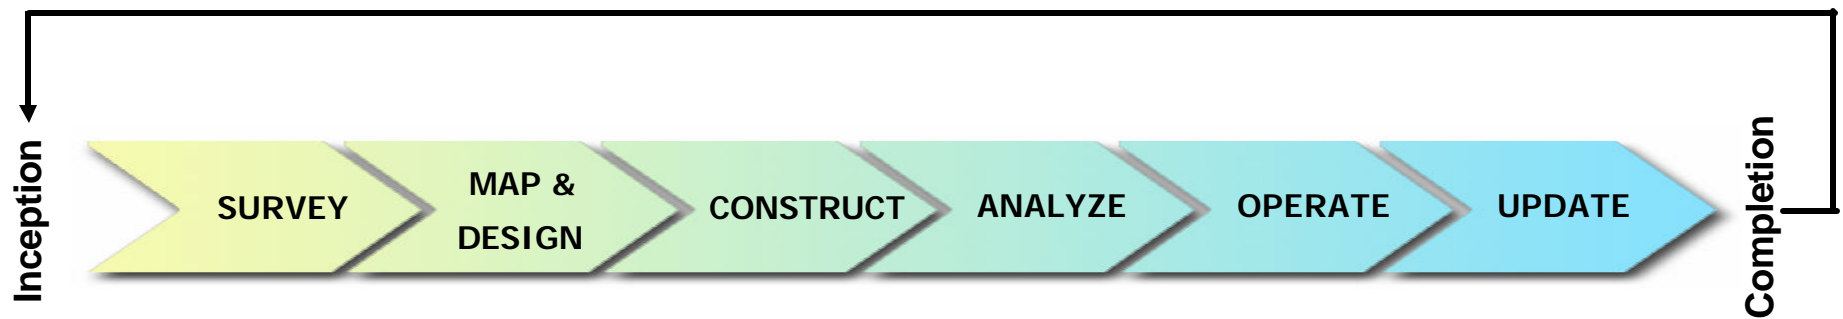 Inception
SURVEY
MAP &
DESIGN
CONSTRUCT
ANALYZE
OPERATE
UPDATE
Completion